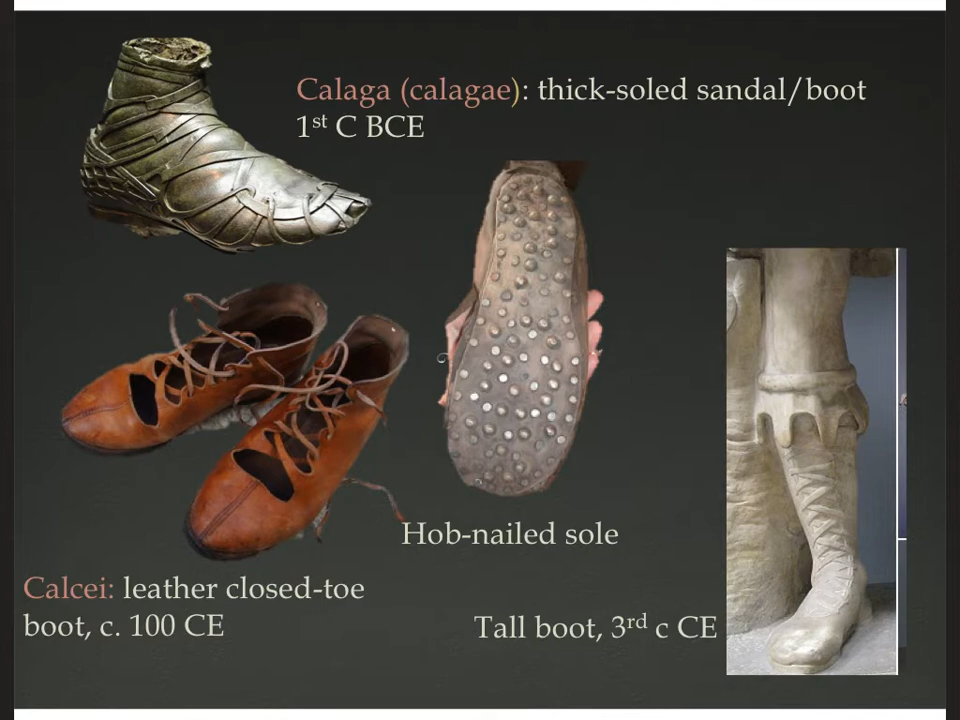 Calaga (calagae): thick-soled sandal/boot
1st C BCE
Hob-nailed sole
Calcei: leather closed-toe
boot, c. 100 CE
Tall boot, 3rd c CE